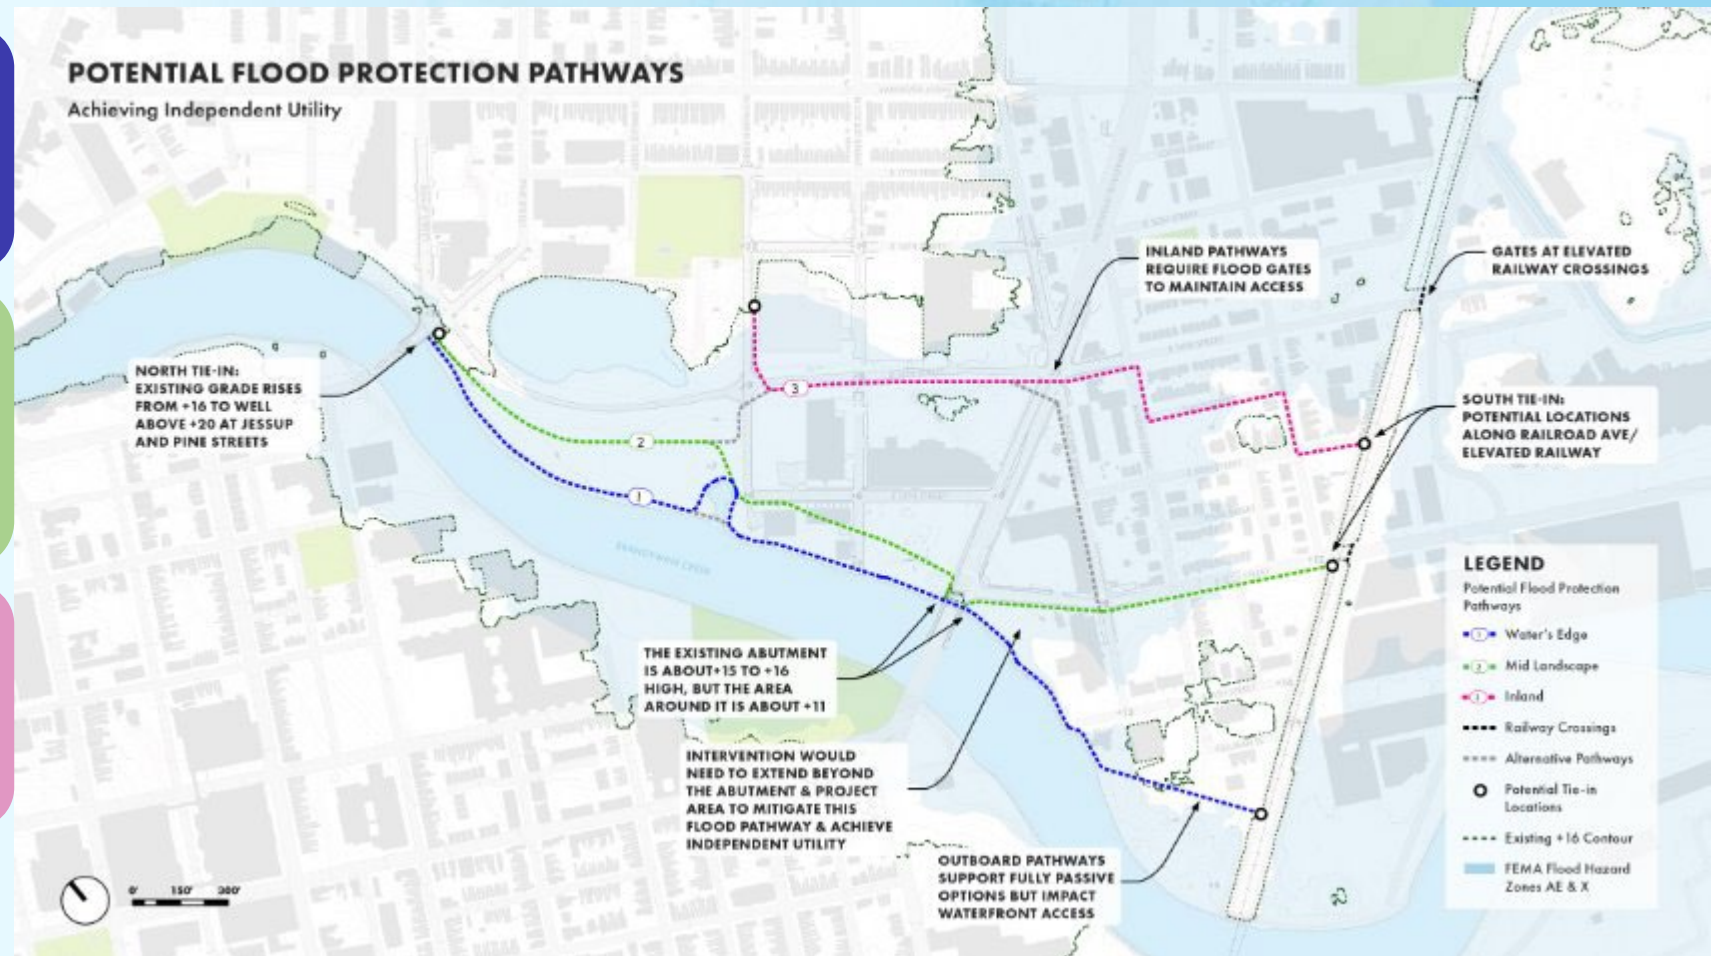 POTENTIAL FLOOD PROTECTION PATHWAYS
Achieving Independent Utility
INLAND PATHWAYS
REQUIRE FLOOD GATES
TO MAINTAIN ACCESS
GATES AT ELEVATED
RAILWAY CROSSINGS
NORTH TIE-IN:
EXISTING GRADE RISES
FROM +16 TO WELL
ABOVE +20 AT JESSUP
AND PINE STREETS
3
2
1
SOUTH TIE-IN:
POTENTIAL LOCATIONS
ALONG RAILROAD AVE/
ELEVATED RAILWAY
BRANDYWINE CREEK
THE EXISTING ABUTMENT
IS ABOUT+15 TO +16
HIGH, BUT THE AREA
AROUND IT IS ABOUT +11
INTERVENTION WOULD
NEED TO EXTEND BEYOND
THE ABUTMENT & PROJECT
AREA TO MITIGATE THIS
FLOOD PATHWAY & ACHIEVE
INDEPENDENT UTILITY
OUTBOARD PATHWAYS
SUPPORT FULLY PASSIVE
OPTIONS BUT IMPACT
WATERFRONT ACCESS
0' 150' 300'
LEGEND
Potential Flood Protection
Pathways
1 Water's Edge
2 Mid Landscape
3 Inland
Railway Crossings
Alternative Pathways
Potential Tie-in
Locations
Existing +16 Contour
FEMA Flood Hazard
Zones AE & X